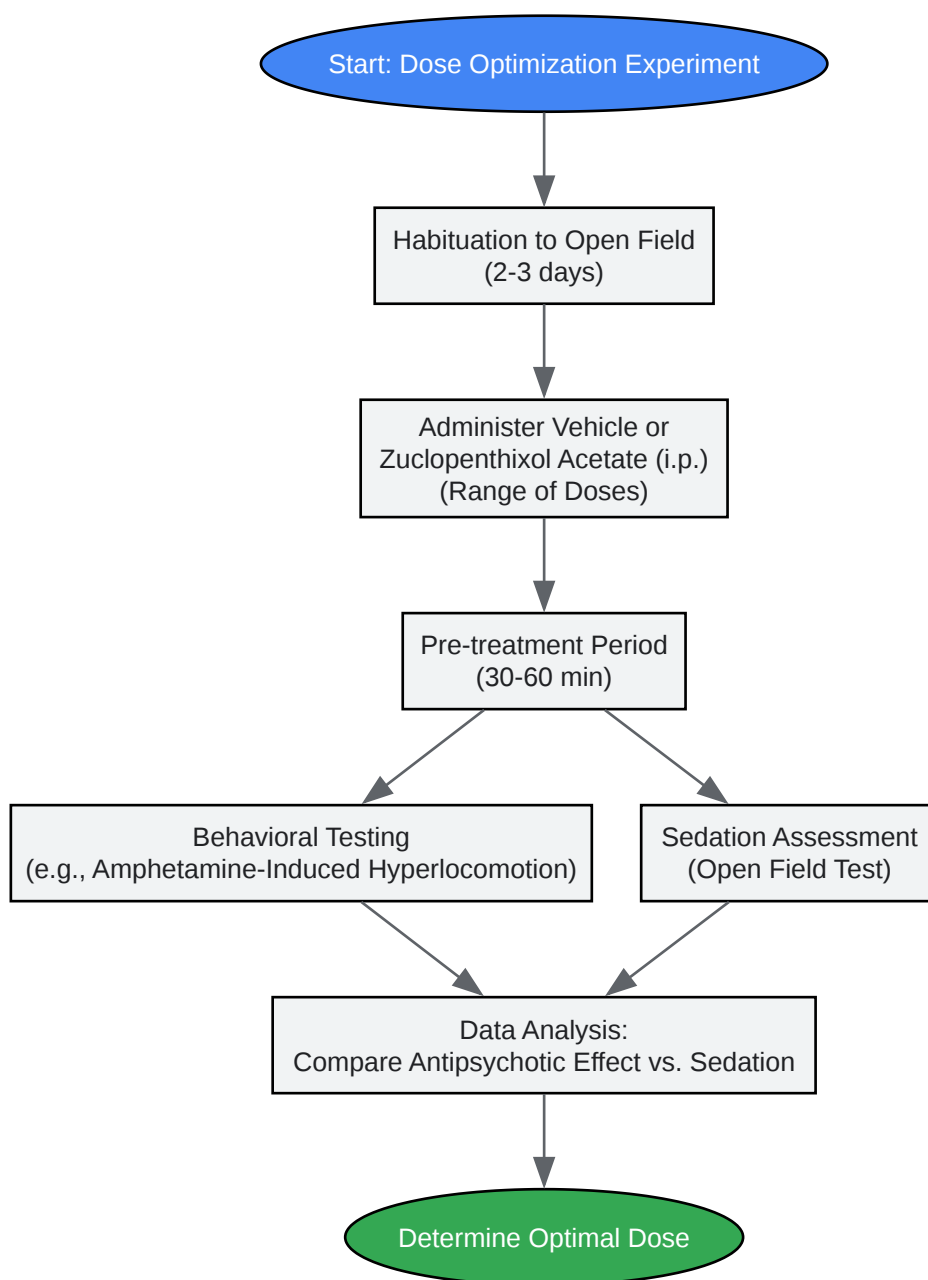 Start: Dose Optimization Experiment
Habituation to Open Field
(2-3 days)
Administer Vehicle or
Zuclopenthixol Acetate (i.p.)
(Range of Doses)
Pre-treatment Period
(30-60 min)
Behavioral Testing
(e.g., Amphetamine-Induced Hyperlocomotion)
Sedation Assessment
(Open Field Test)
Data Analysis:
Compare Antipsychotic Effect vs. Sedation
Determine Optimal Dose